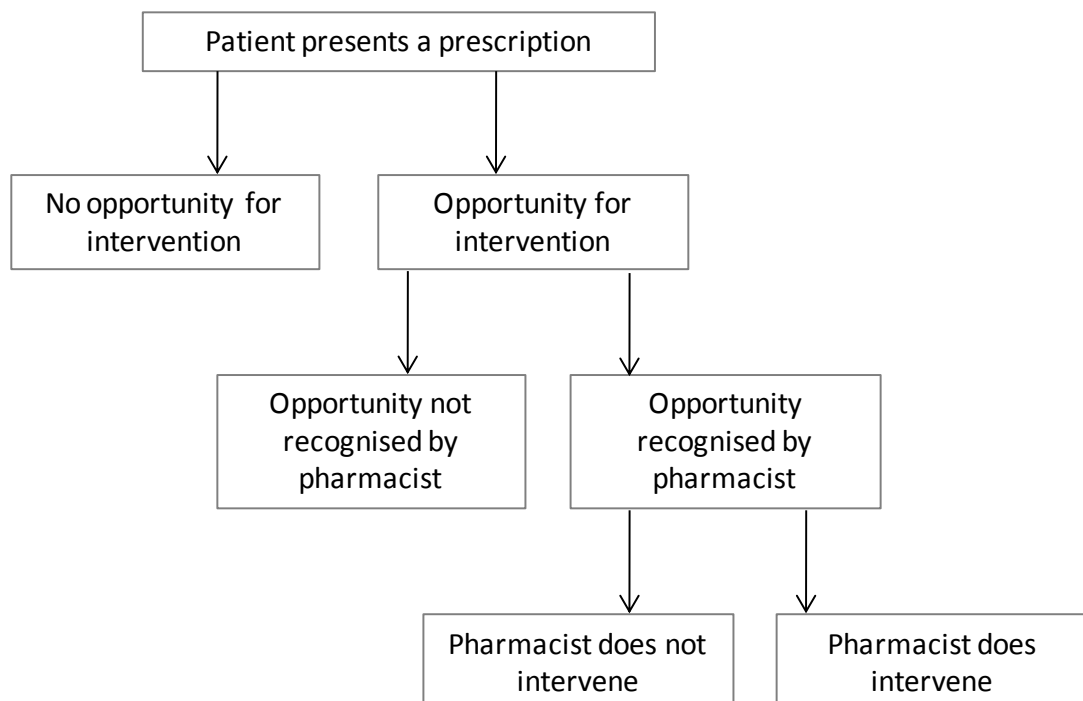 Patient presents a prescription
No opportunity for
intervention
Opportunity for
intervention
Opportunity not
recognised by
pharmacist
Opportunity
recognised by
pharmacist
Pharmacist does not
intervene
Pharmacist does
intervene